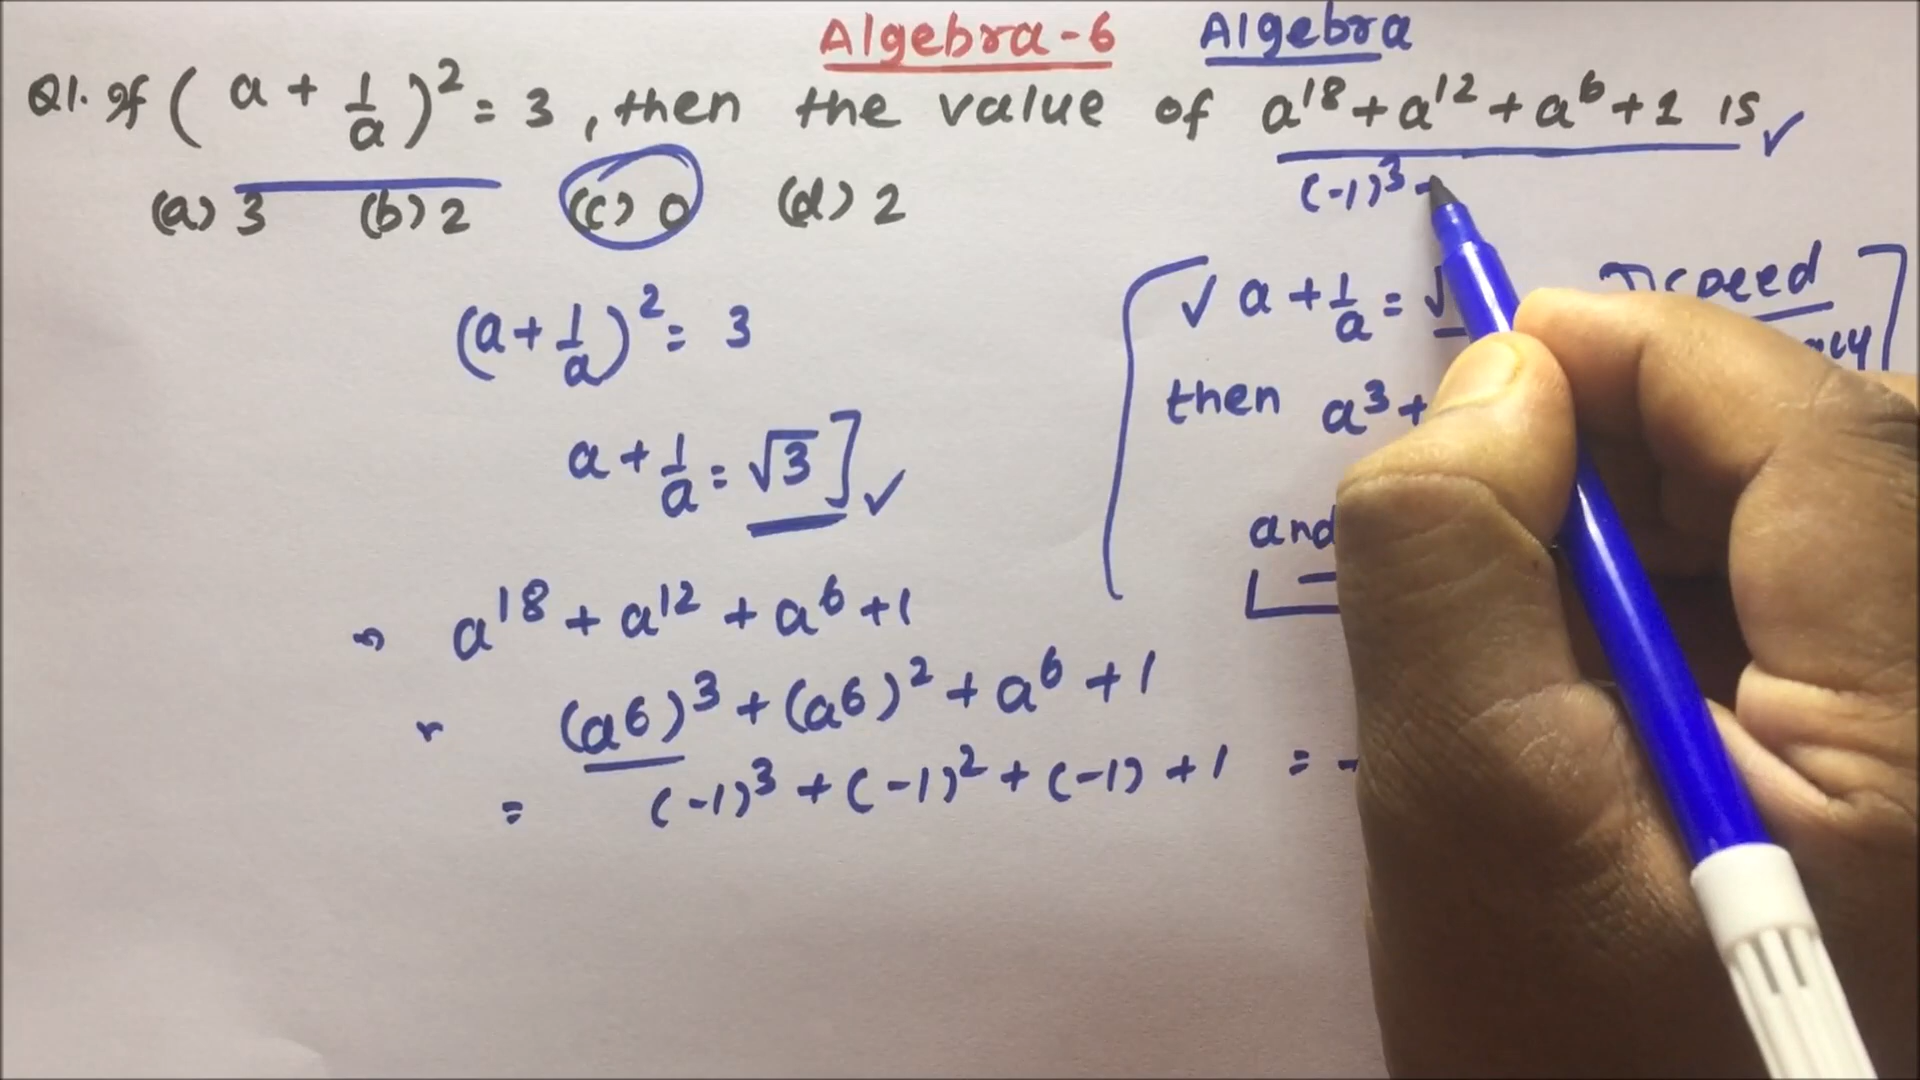 Algebra-6 Algebra
Q1. If (a + 1/a)² = 3, then the value of a¹⁸ + a¹² + a⁶ + 1 is ✓
(a) 3 (b) 2 (c) 0 (d) 2
(-1)³
(a + 1/a)² = 3
a + 1/a = √3 ] ✓
✓ a + 1/a = √
then a³ +
and
⇒ a¹⁸ + a¹² + a⁶ + 1
(a6)³ + (a6)² + a⁶ + 1
= (-1)³ + (-1)² + (-1) + 1 = -